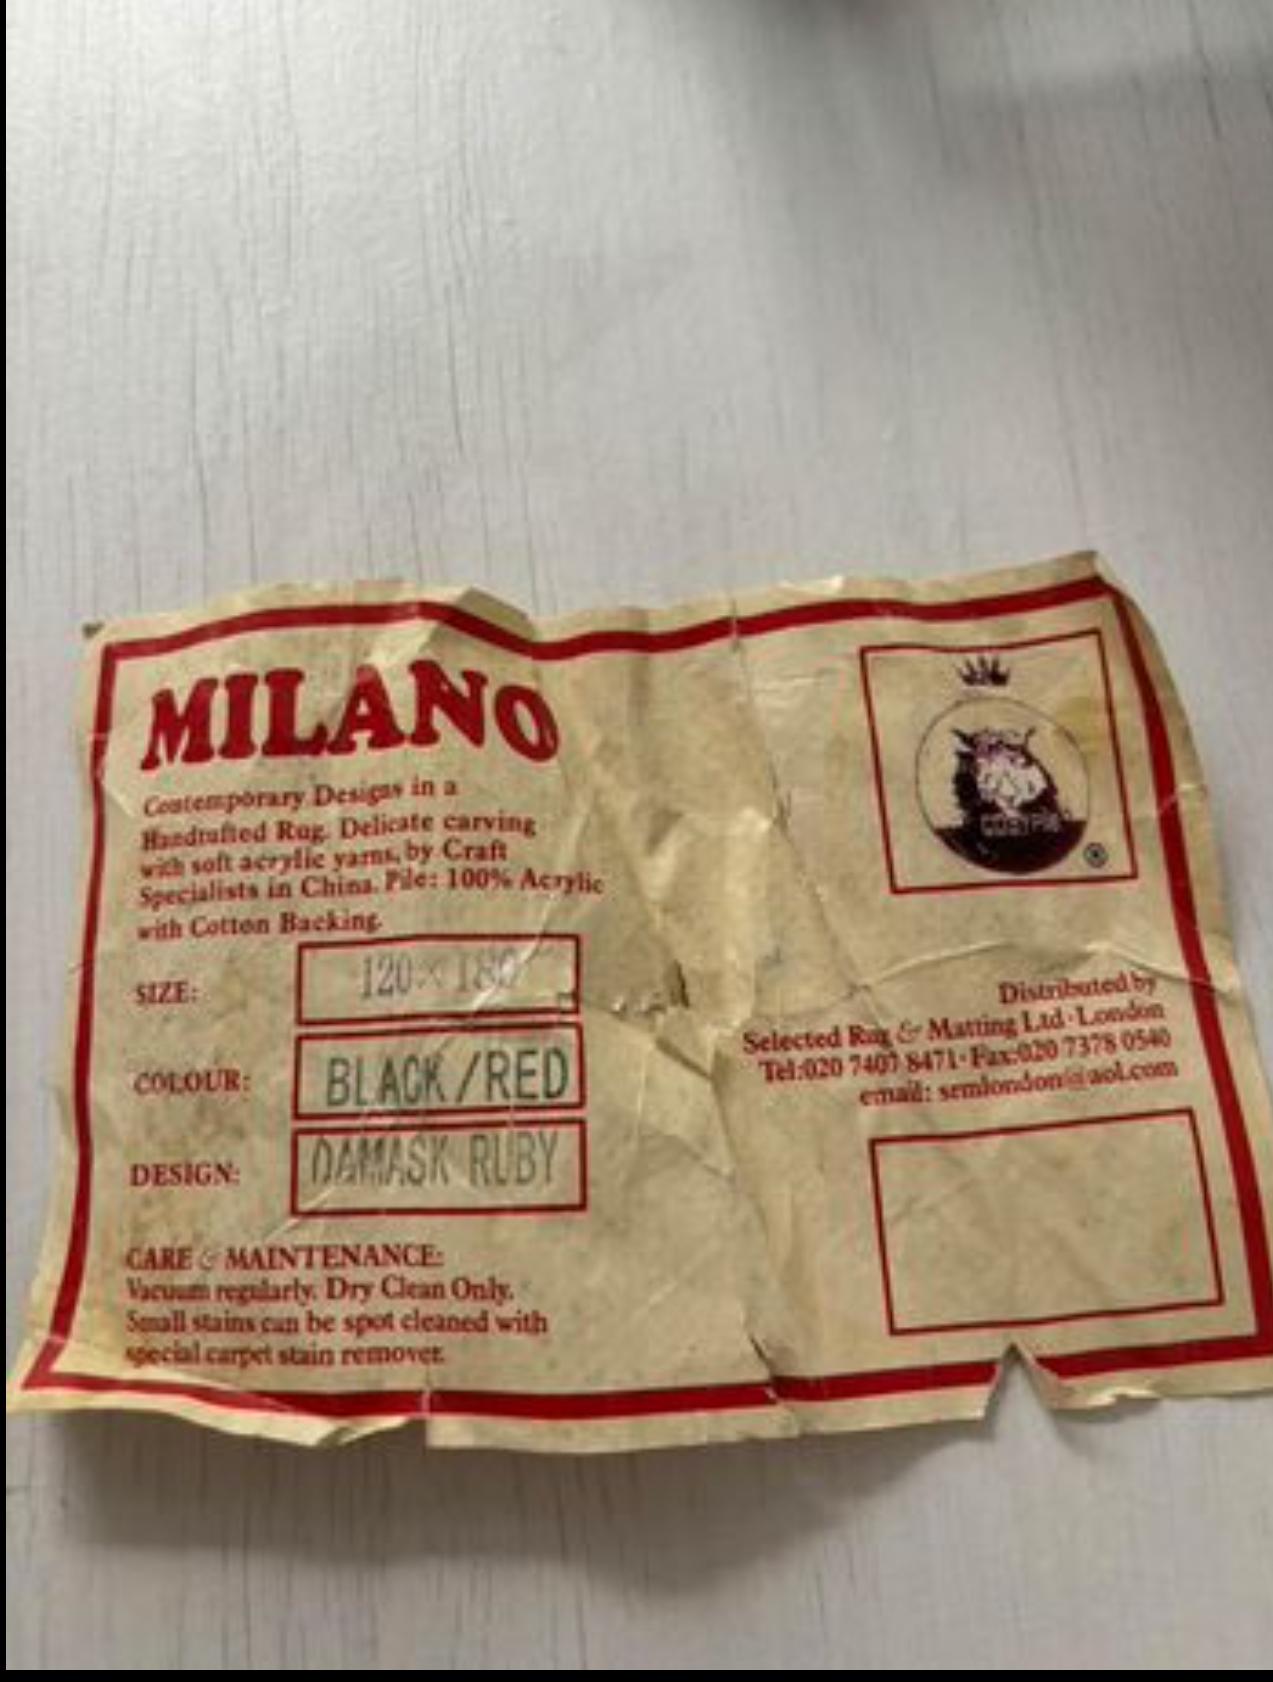 MILANO
Contemporary Designs in a
Handtufted Rug. Delicate carving
with soft acrylic yarns, by Craft
Specialists in China. Pile: 100% Acrylic
with Cotton Backing.
SIZE: 120 x 180
COLOUR: BLACK/RED
DESIGN: DAMASK RUBY
CARE & MAINTENANCE:
Vacuum regularly. Dry Clean Only.
Small stains can be spot cleaned with
special carpet stain remover.
®
Distributed by
Selected Rug & Matting Ltd · London
Tel:020 7407 8471 · Fax:020 7378 0540
email: srmlondon@aol.com